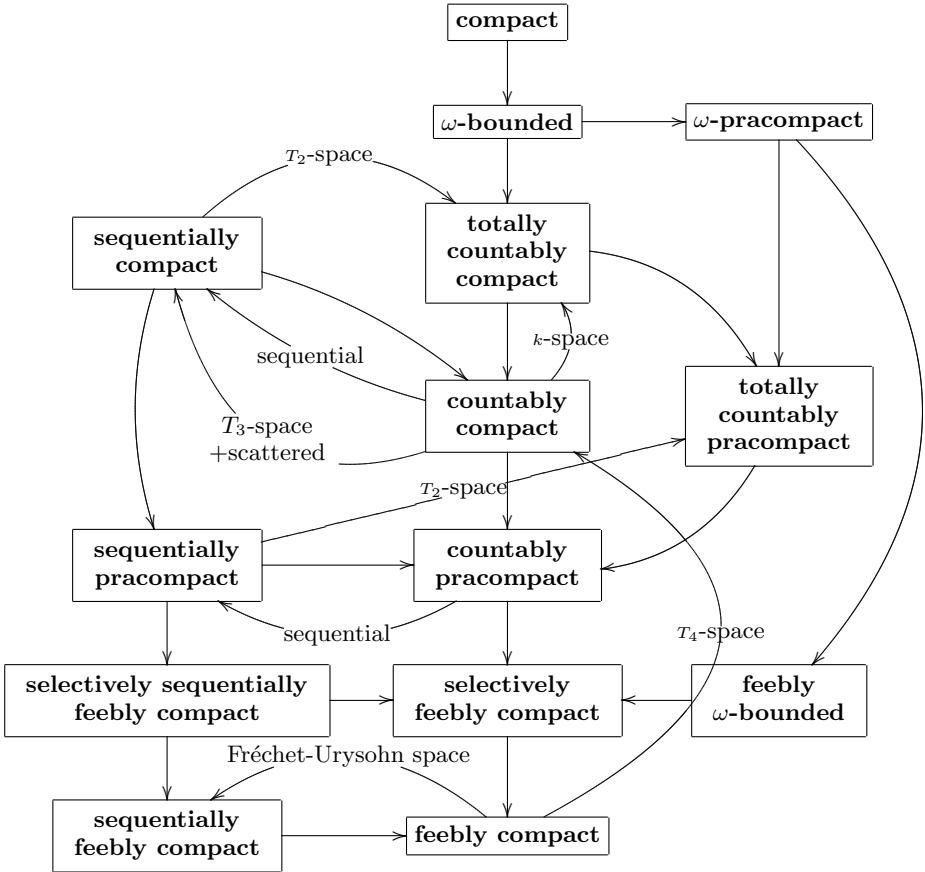 compact
ω-bounded
ω-pracompact
T₂-space
totally
countably
compact
sequentially
compact
k-space
sequential
countably
compact
totally
countably
pracompact
T₃-space
+scattered
T₂-space
sequentially
pracompact
countably
pracompact
sequential
T₄-space
selectively sequentially
feebly compact
selectively
feebly compact
feebly
ω-bounded
Fréchet-Urysohn space
sequentially
feebly compact
feebly compact